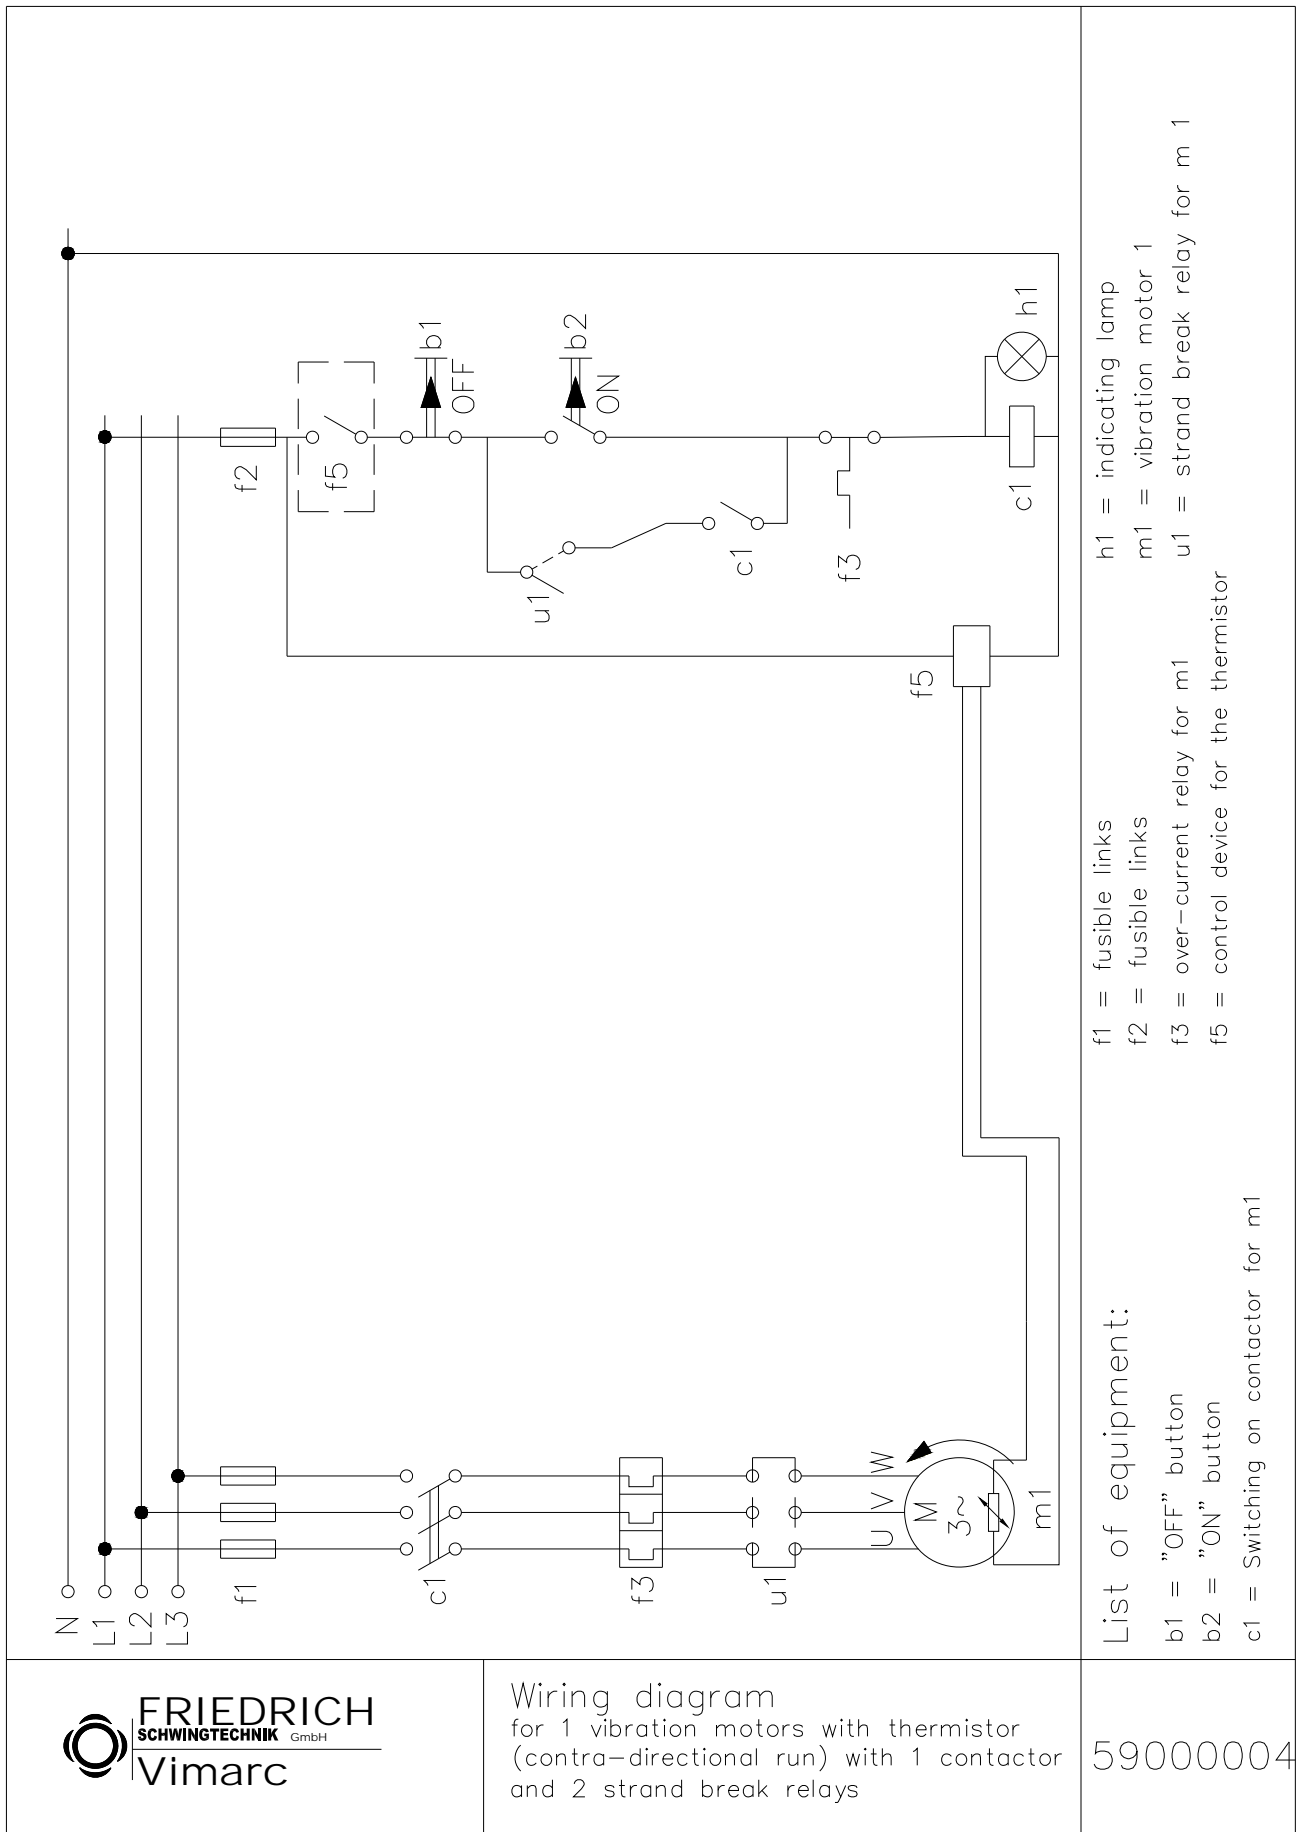 N
L1
L2
L3
f1
c1
f3
u1
U
V
W
M
3~
m1
f2
f5
b1
OFF
b2
ON
u1
c1
f3
f5
c1
h1
List of equipment:
b1 = "OFF" button
b2 = "ON" button
c1 = Switching on contactor for m1
f1 = fusible links
f2 = fusible links
f3 = over-current relay for m1
f5 = control device for the thermistor
h1 = indicating lamp
m1 = vibration motor 1
u1 = strand break relay for m 1
FRIEDRICH
SCHWINGTECHNIK GmbH
Vimarc
Wiring diagram
for 1 vibration motors with thermistor
(contra-directional run) with 1 contactor
and 2 strand break relays
59000004